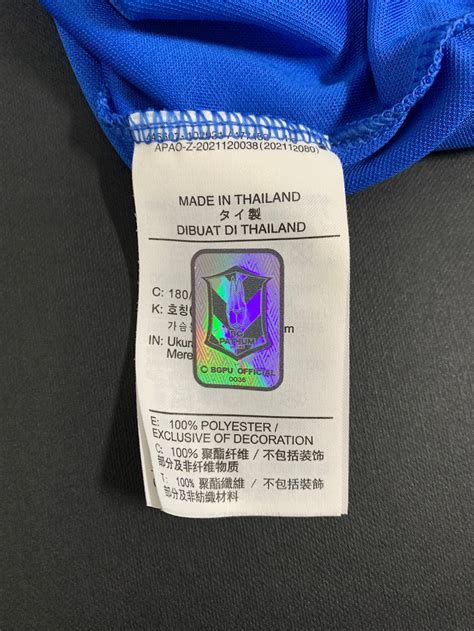 APAO-Z-2021120038 (202112080)
MADE IN THAILAND
タイ製
DIBUAT DI THAILAND
C: 180/
K: 호칭(
가슴둘
IN: Ukura
Mere
BG
PATHUM
© BGPU OFFICIAL
0036
E: 100% POLYESTER /
EXCLUSIVE OF DECORATION
C: 100% 聚酯纤维 / 不包括装饰
部分及非纤维物质
T: 100% 聚酯纖維 / 不包括裝飾
部分及非紡織材料